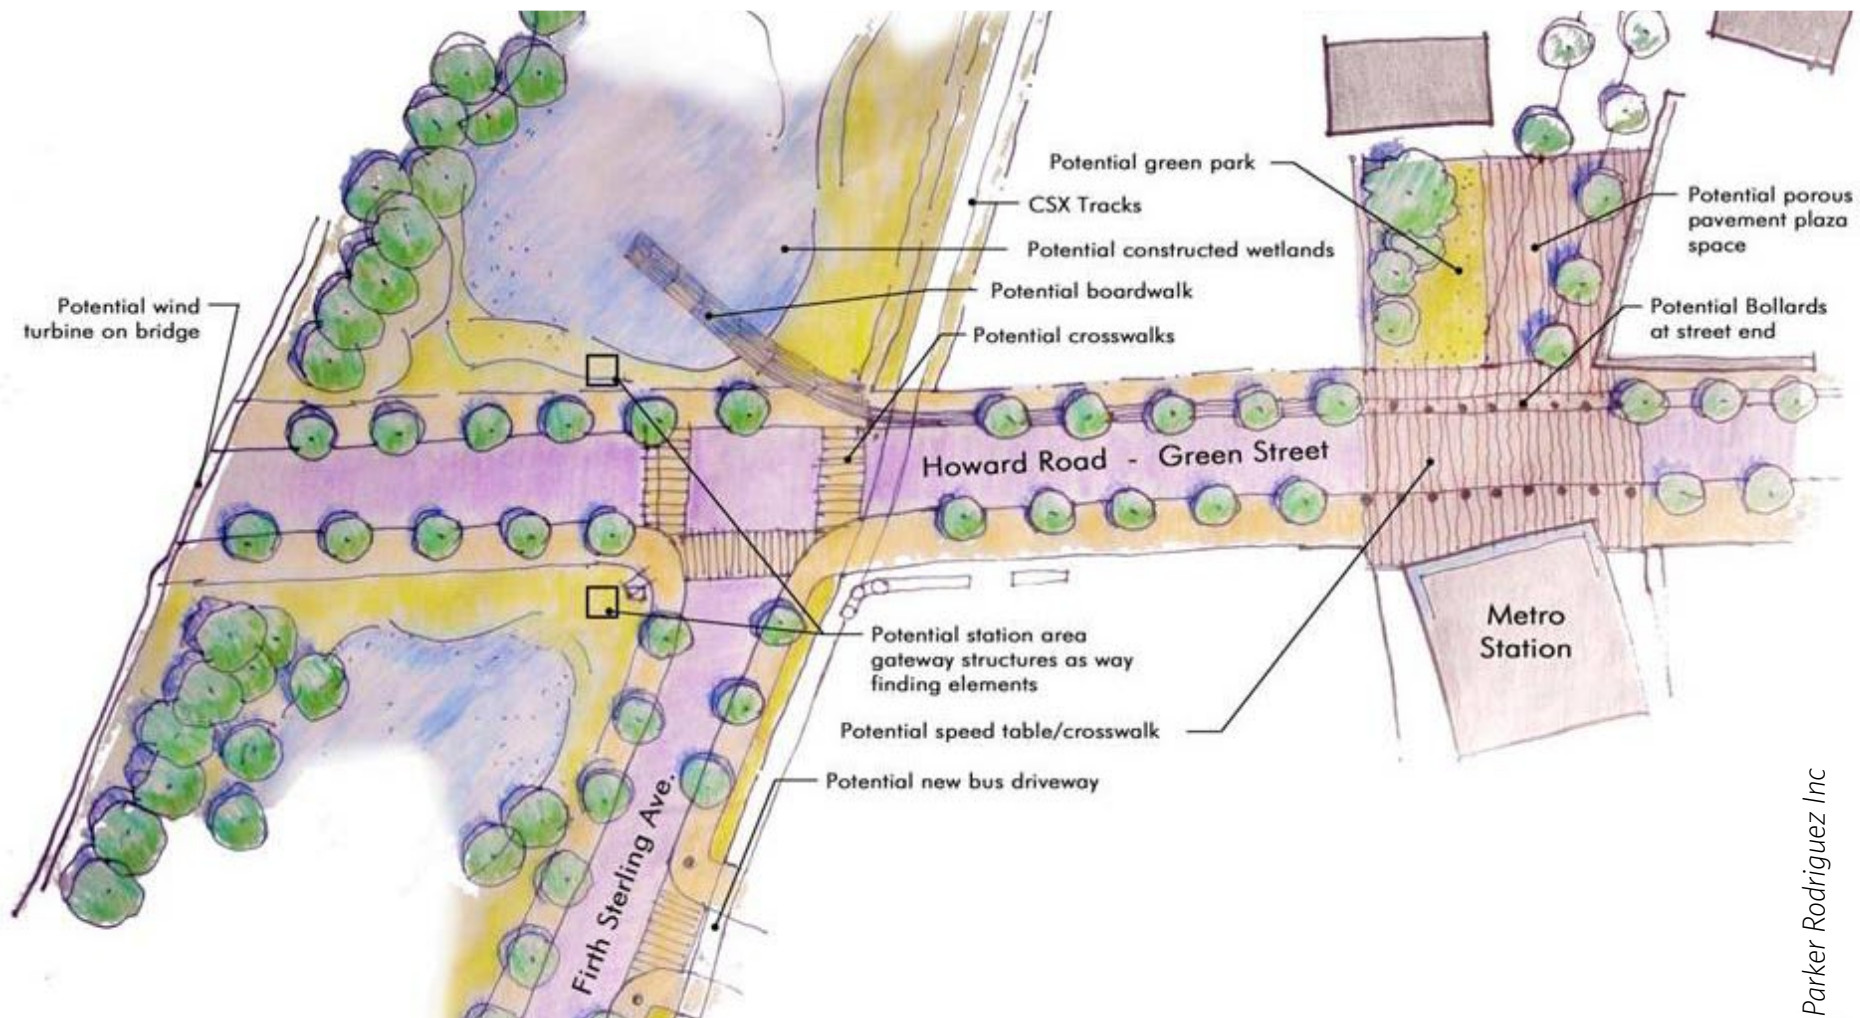 Potential green park
CSX Tracks
Potential constructed wetlands
Potential boardwalk
Potential crosswalks
Potential porous
pavement plaza
space
Potential Bollards
at street end
Potential wind
turbine on bridge
Howard Road - Green Street
Metro
Station
Potential station area
gateway structures as way
finding elements
Potential speed table/crosswalk
Potential new bus driveway
Firth Sterling Ave.
Parker Rodriguez Inc